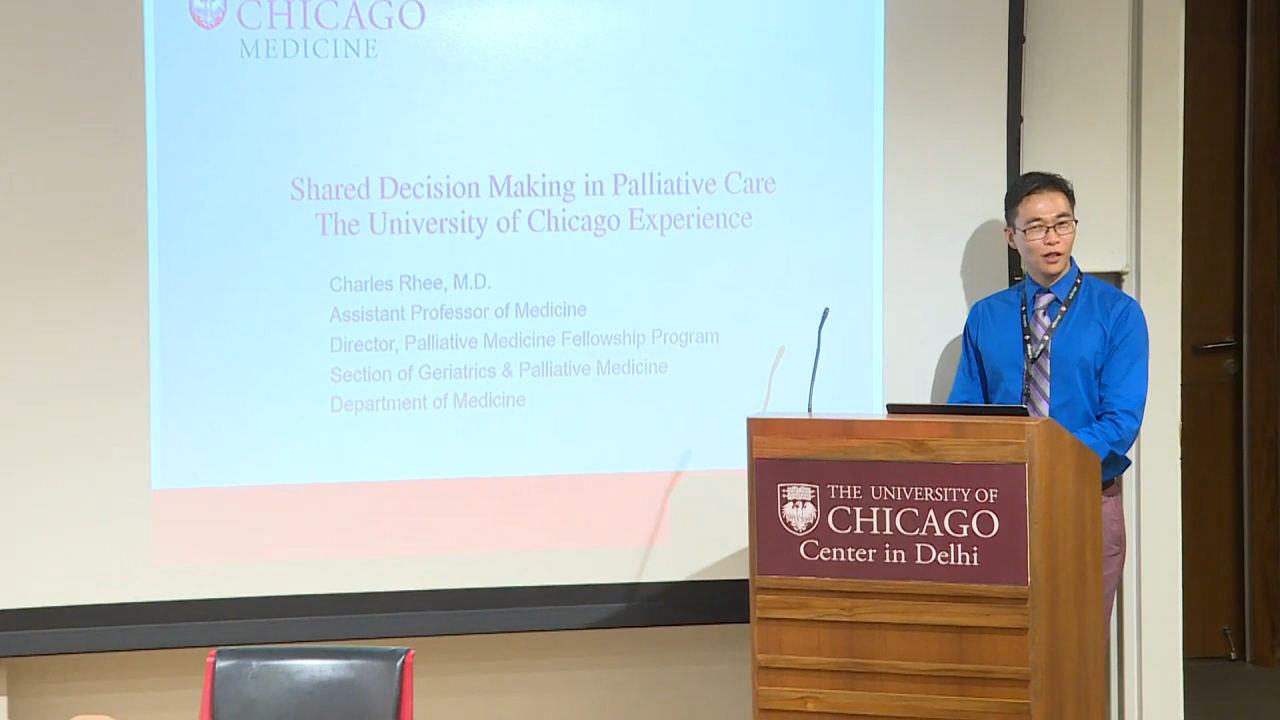 CHICAGO
MEDICINE
Shared Decision Making in Palliative Care
The University of Chicago Experience
Charles Rhee, M.D.
Assistant Professor of Medicine
Director, Palliative Medicine Fellowship Program
Section of Geriatrics & Palliative Medicine
Department of Medicine
THE UNIVERSITY OF
CHICAGO
Center in Delhi